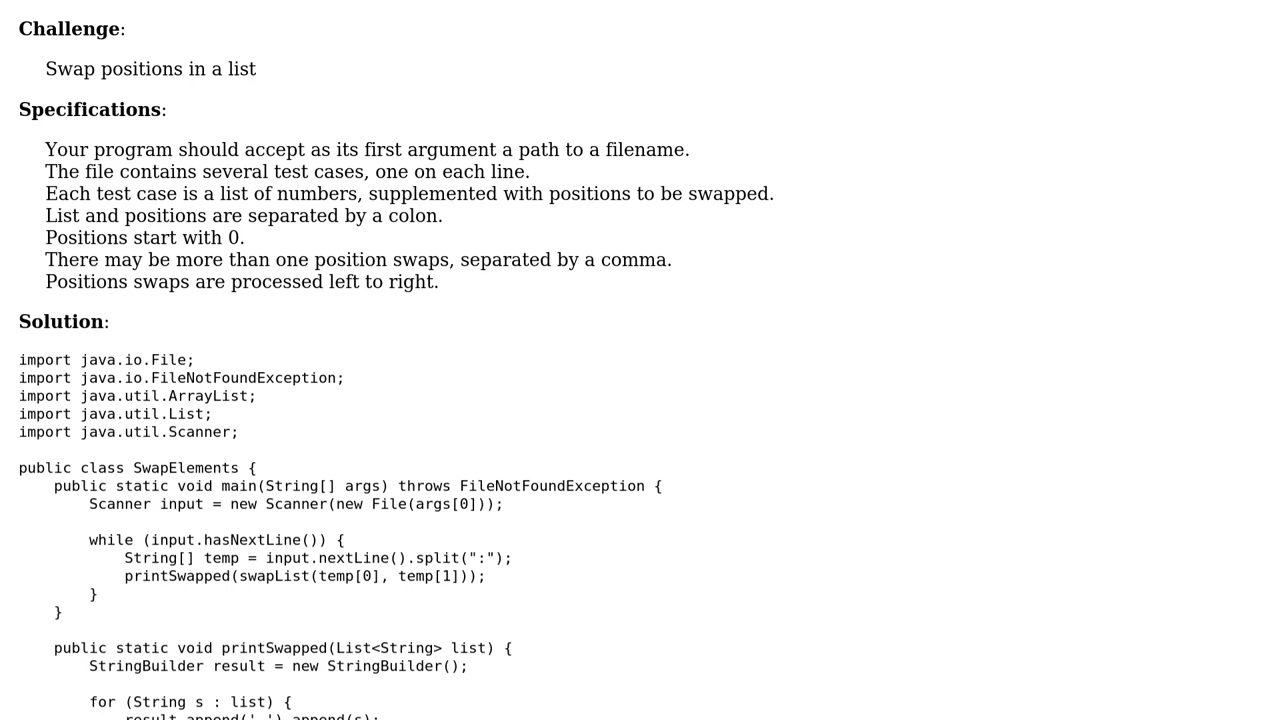 Challenge:
Swap positions in a list
Specifications:
Your program should accept as its first argument a path to a filename.
The file contains several test cases, one on each line.
Each test case is a list of numbers, supplemented with positions to be swapped.
List and positions are separated by a colon.
Positions start with 0.
There may be more than one position swaps, separated by a comma.
Positions swaps are processed left to right.
Solution:
import java.io.File;
import java.io.FileNotFoundException;
import java.util.ArrayList;
import java.util.List;
import java.util.Scanner;
public class SwapElements {
    public static void main(String[] args) throws FileNotFoundException {
        Scanner input = new Scanner(new File(args[0]));
        while (input.hasNextLine()) {
            String[] temp = input.nextLine().split(":");
            printSwapped(swapList(temp[0], temp[1]));
        }
    }
    public static void printSwapped(List<String> list) {
        StringBuilder result = new StringBuilder();
        for (String s : list) {
            result.append(' ').append(s);